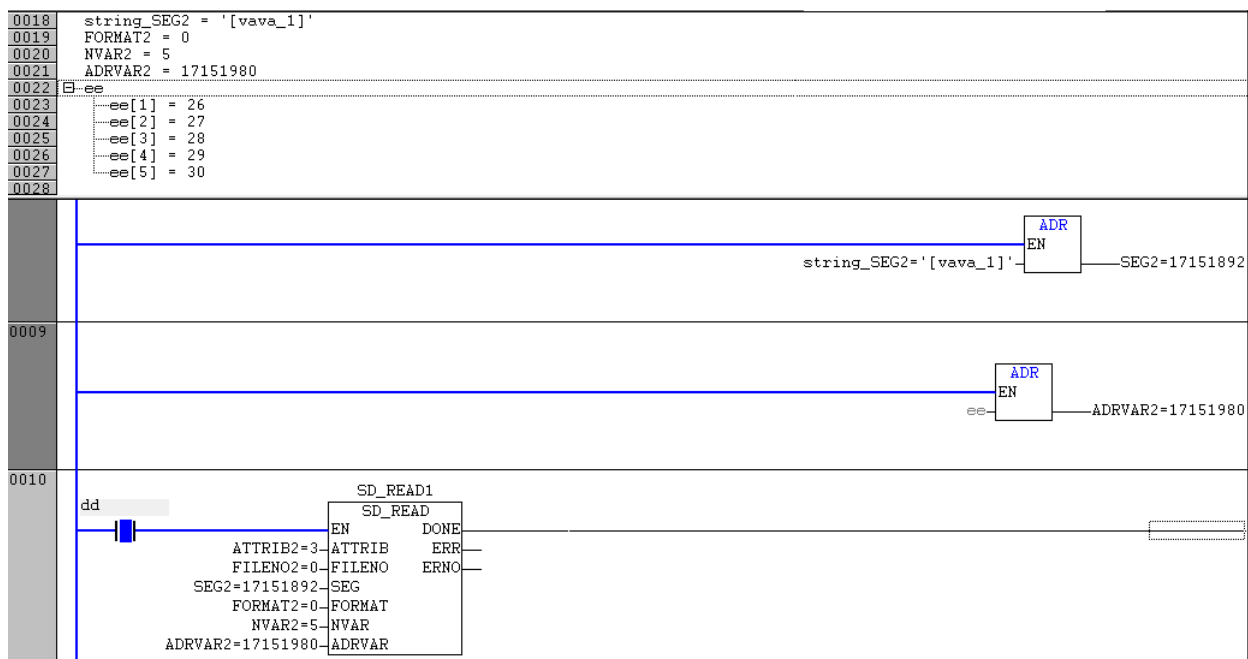 0018 string_SEG2 = '[vava_1]'
0019 FORMAT2 = 0
0020 NVAR2 = 5
0021 ADRVAR2 = 17151980
0022 ee
0023 ee[1] = 26
0024 ee[2] = 27
0025 ee[3] = 28
0026 ee[4] = 29
0027 ee[5] = 30
0028
ADR
EN
string_SEG2='[vava_1]' SEG2=17151892
0009
ADR
EN
ee ADRVAR2=17151980
0010
SD_READ1
dd SD_READ
EN DONE
ATTRIB2=3 ATTRIB ERR
FILENO2=0 FILENO ERNO
SEG2=17151892 SEG
FORMAT2=0 FORMAT
NVAR2=5 NVAR
ADRVAR2=17151980 ADRVAR